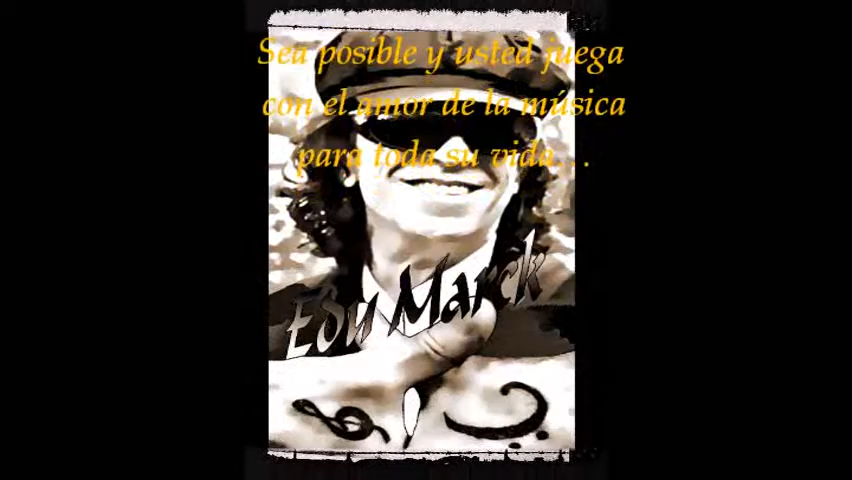 Sea posible y usted juega
con el amor de la música
para toda su vida...
Edu Marck